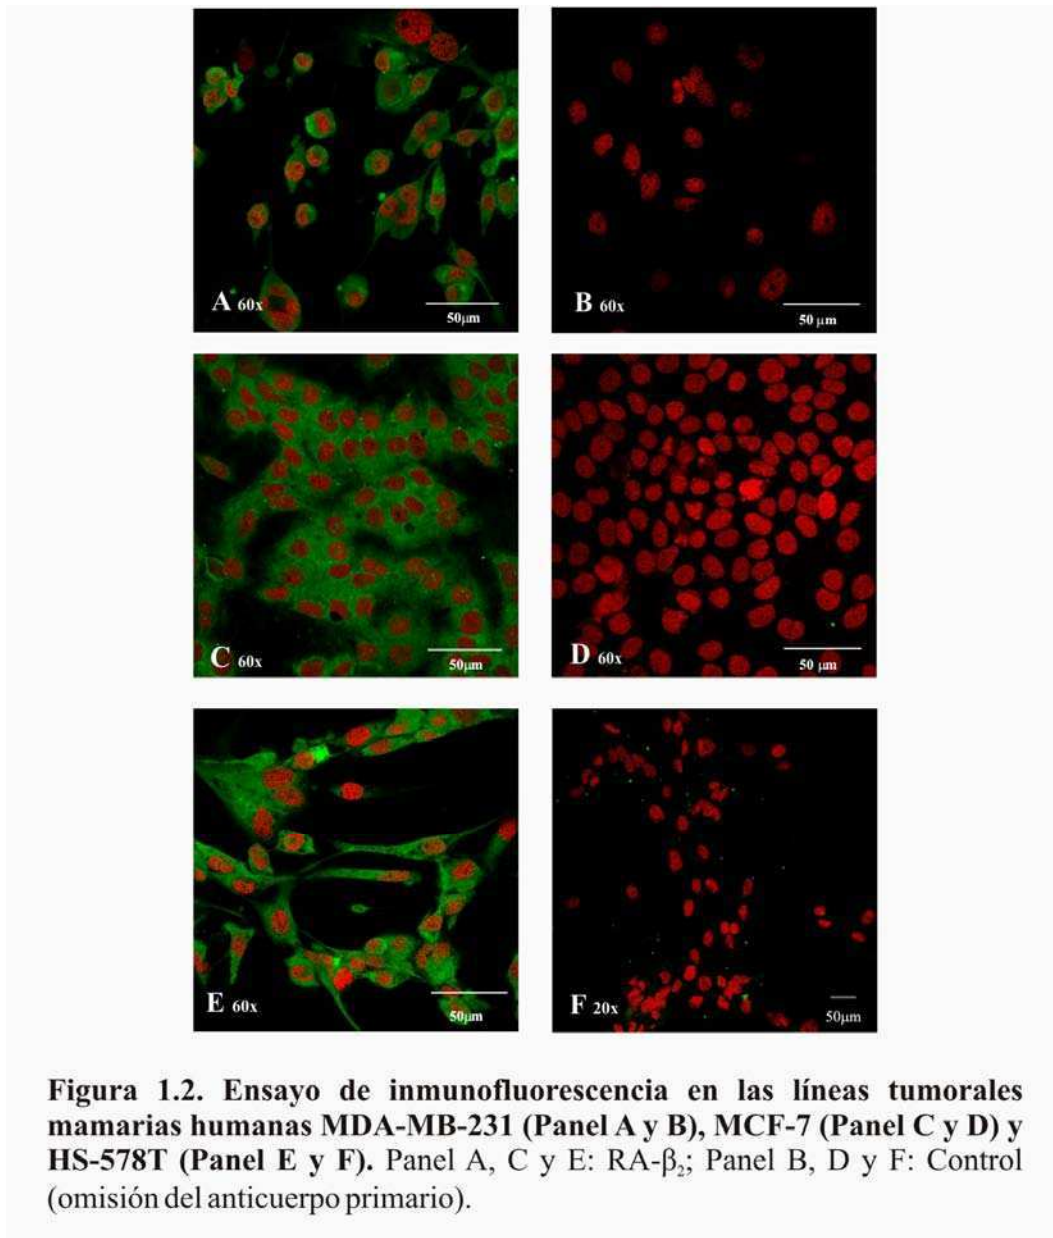 A 60x
50μm
B 60x
50 μm
C 60x
50μm
D 60x
50 μm
E 60x
50μm
F 20x
50μm
Figura 1.2. Ensayo de inmunofluorescencia en las líneas tumorales
mamarias humanas MDA-MB-231 (Panel A y B), MCF-7 (Panel C y D) y
HS-578T (Panel E y F). Panel A, C y E: RA-β₂; Panel B, D y F: Control
(omisión del anticuerpo primario).